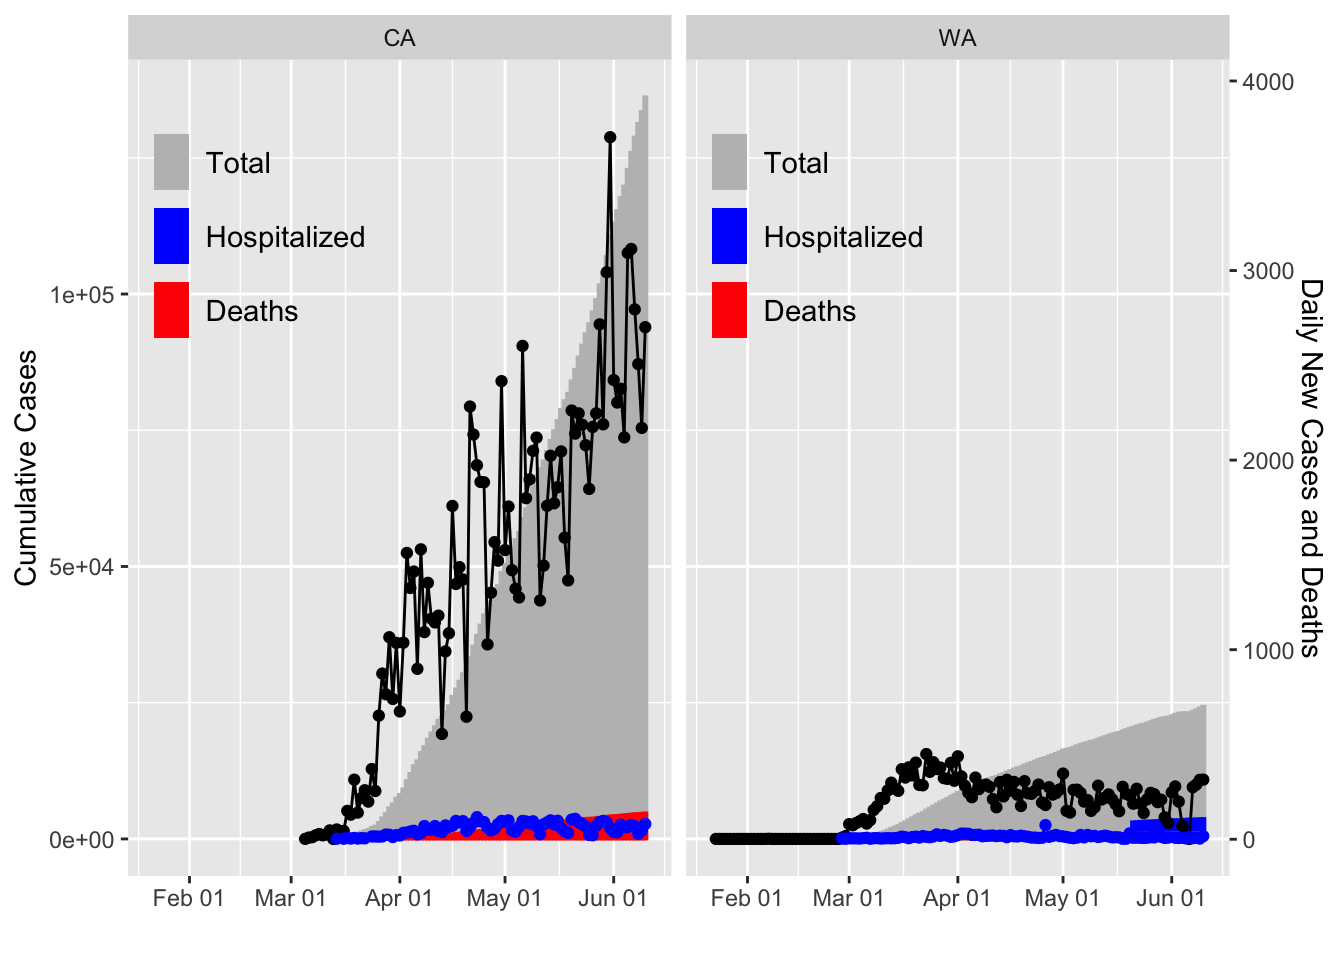 CA
WA
Total
Hospitalized
Deaths
Total
Hospitalized
Deaths
Cumulative Cases
1e+05
5e+04
0e+00
4000
3000
2000
1000
0
Daily New Cases and Deaths
Feb 01 Mar 01 Apr 01 May 01 Jun 01
Feb 01 Mar 01 Apr 01 May 01 Jun 01